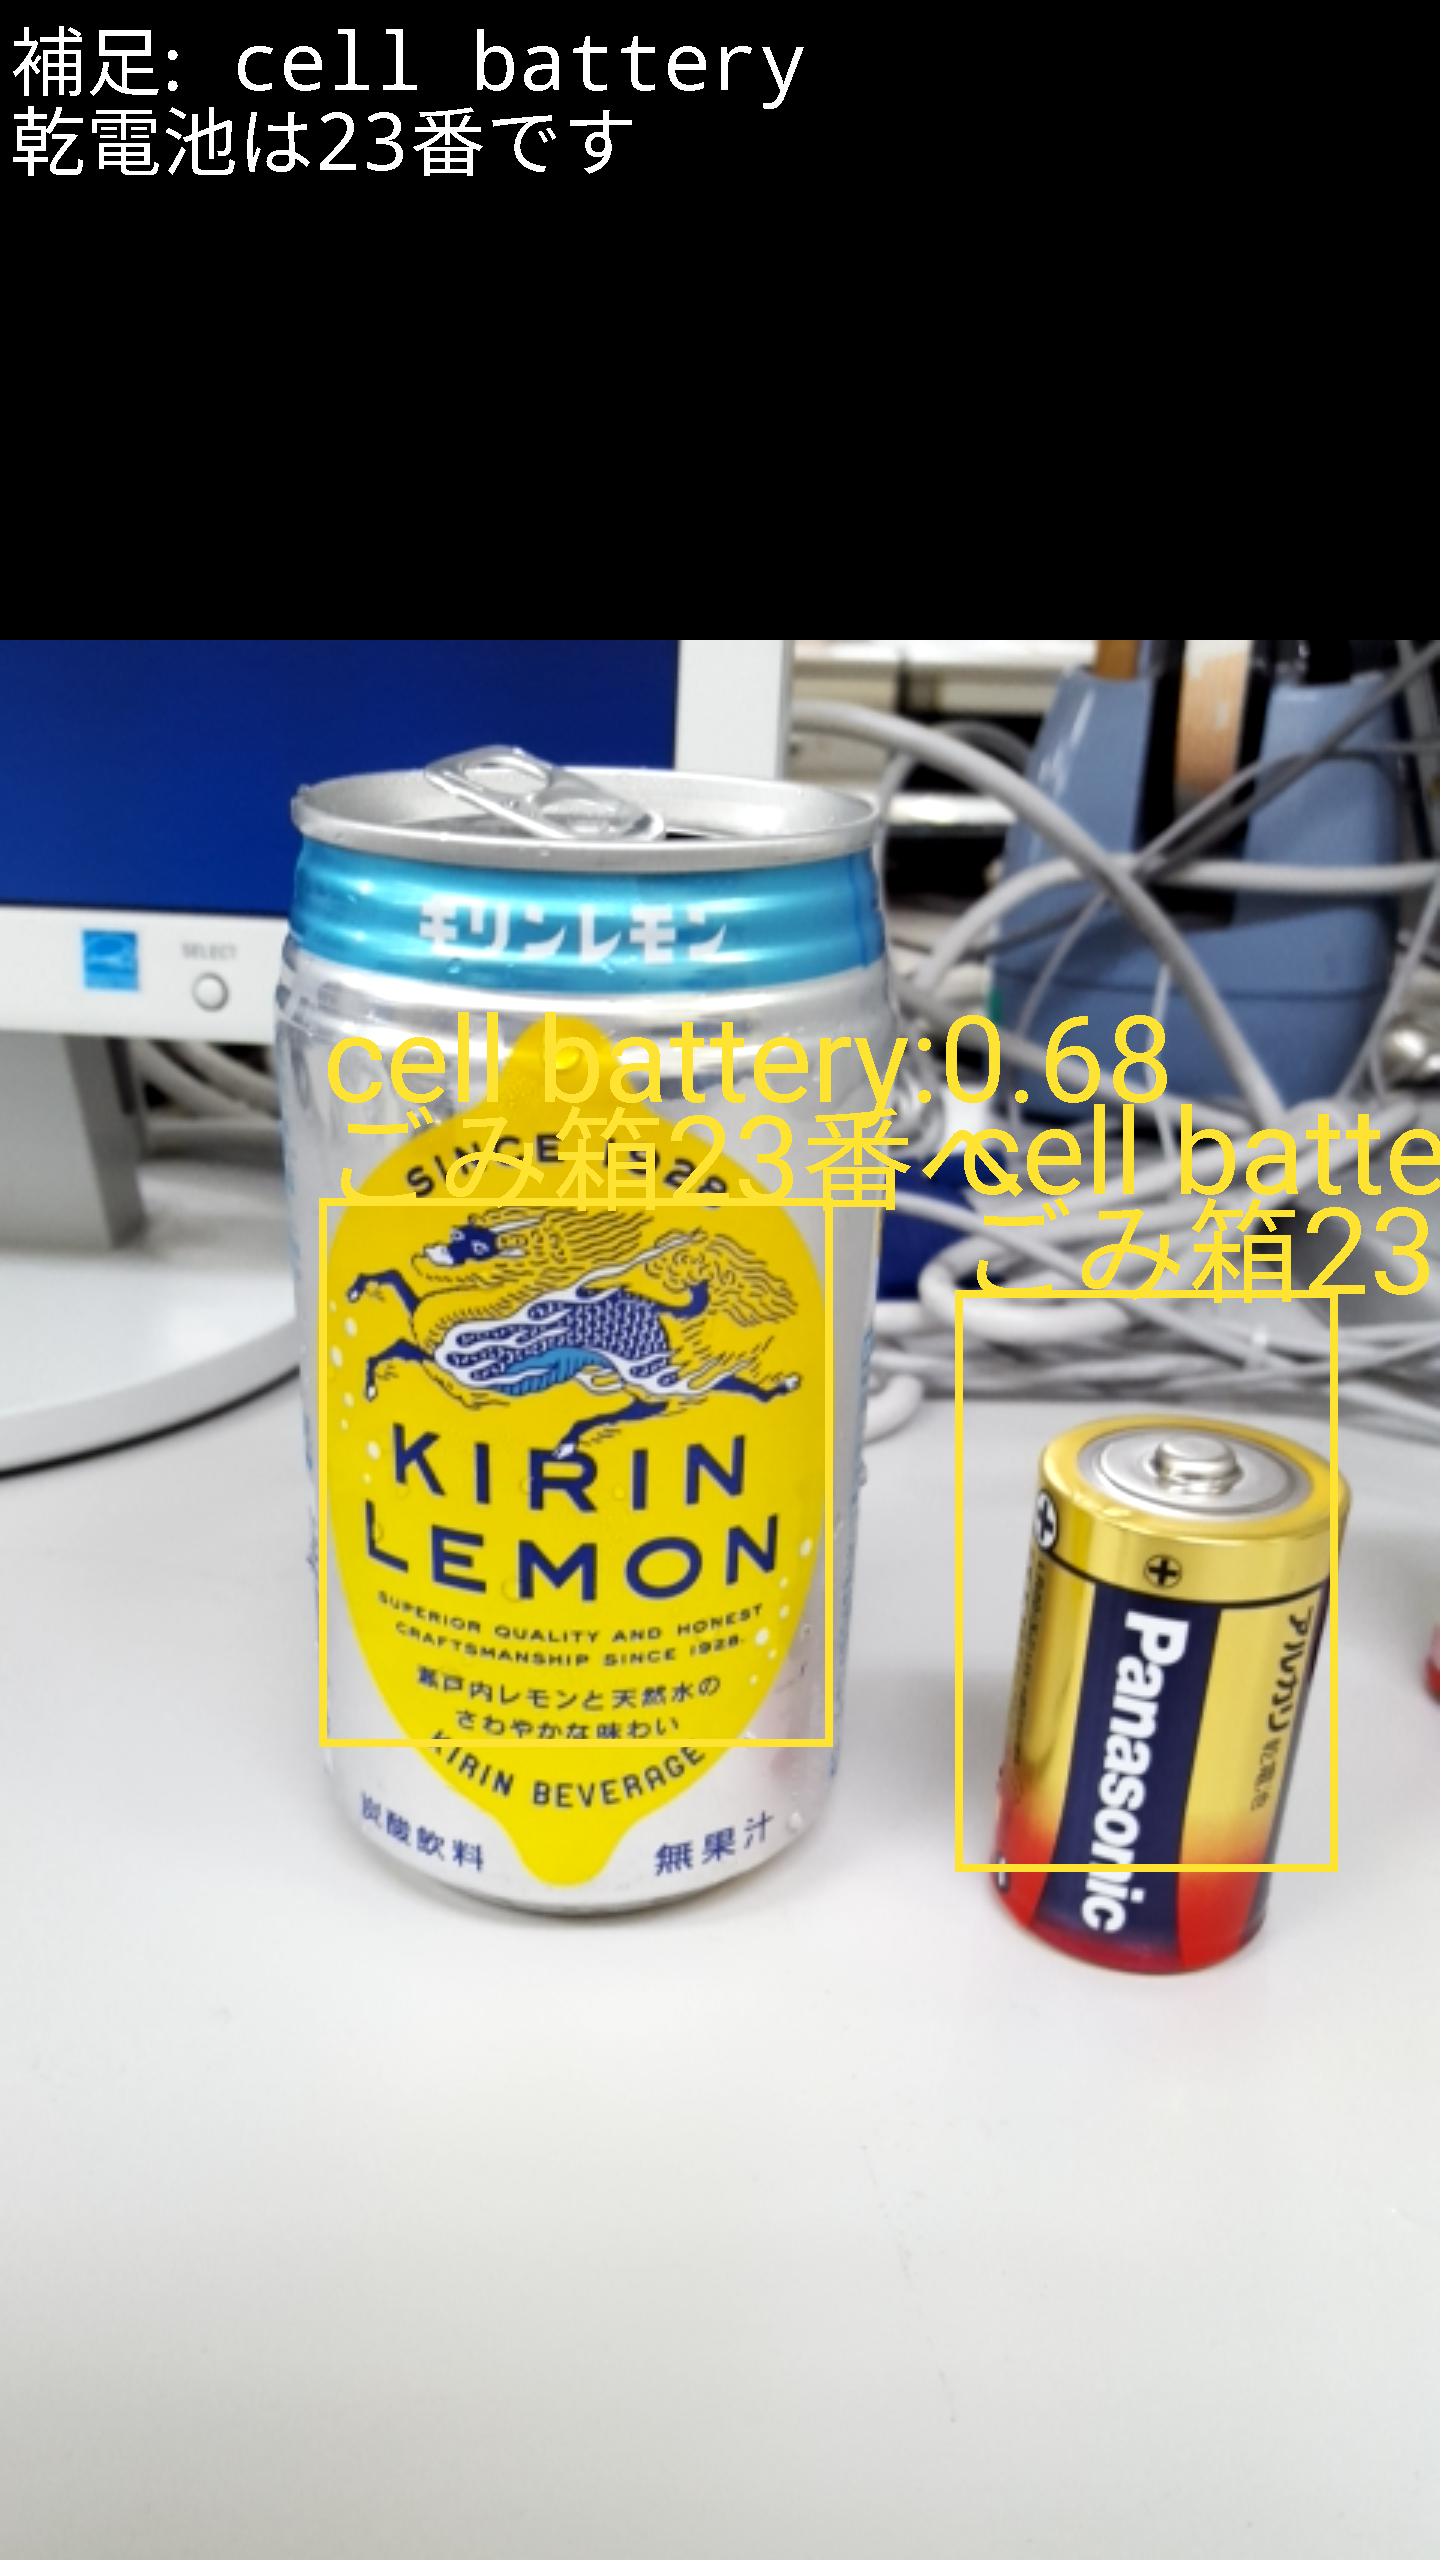 補足: cell battery
乾電池は23番です
キリンレモン
SELECT
cell battery:0.68
ごみ箱23番へ
cell batte
ごみ箱23
SINCE 1928
KIRIN
LEMON
SUPERIOR QUALITY AND HONEST
CRAFTSMANSHIP SINCE 1928.
瀬戸内レモンと天然水の
さわやかな味わい
KIRIN BEVERAGE
炭酸飲料
無果汁
Panasonic
アルカリ乾電池